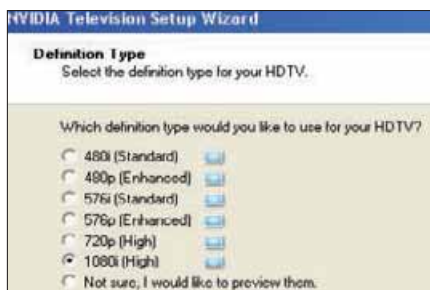 NVIDIA Television Setup Wizard
Definition Type
Select the definition type for your HDTV.
Which definition type would you like to use for your HDTV?
480i (Standard)
480p (Enhanced)
576i (Standard)
576p (Enhanced)
720p (High)
1080i (High)
Not sure, I would like to preview them.